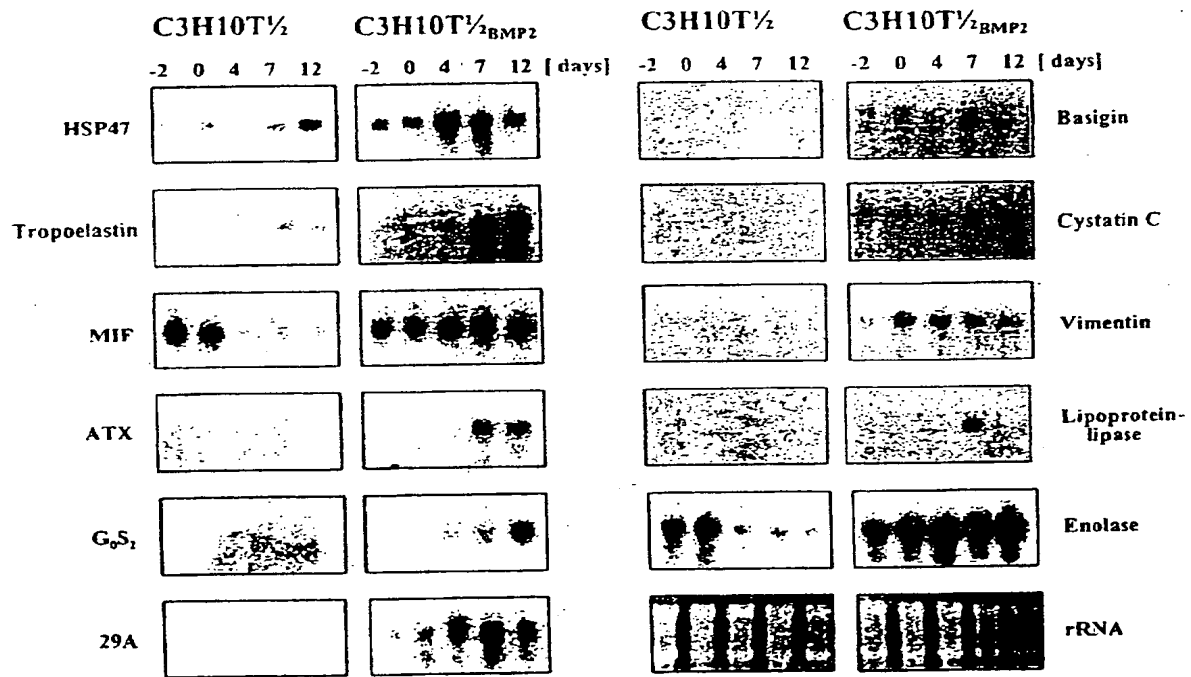 C3H10T½ C3H10T½BMP2 C3H10T½ C3H10T½BMP2
-2 0 4 7 12 -2 0 4 7 12 [days] -2 0 4 7 12 -2 0 4 7 12 [days]
HSP47 Basigin
Tropoelastin Cystatin C
MIF Vimentin
ATX Lipoprotein-
lipase
G₀S₂ Enolase
29A rRNA